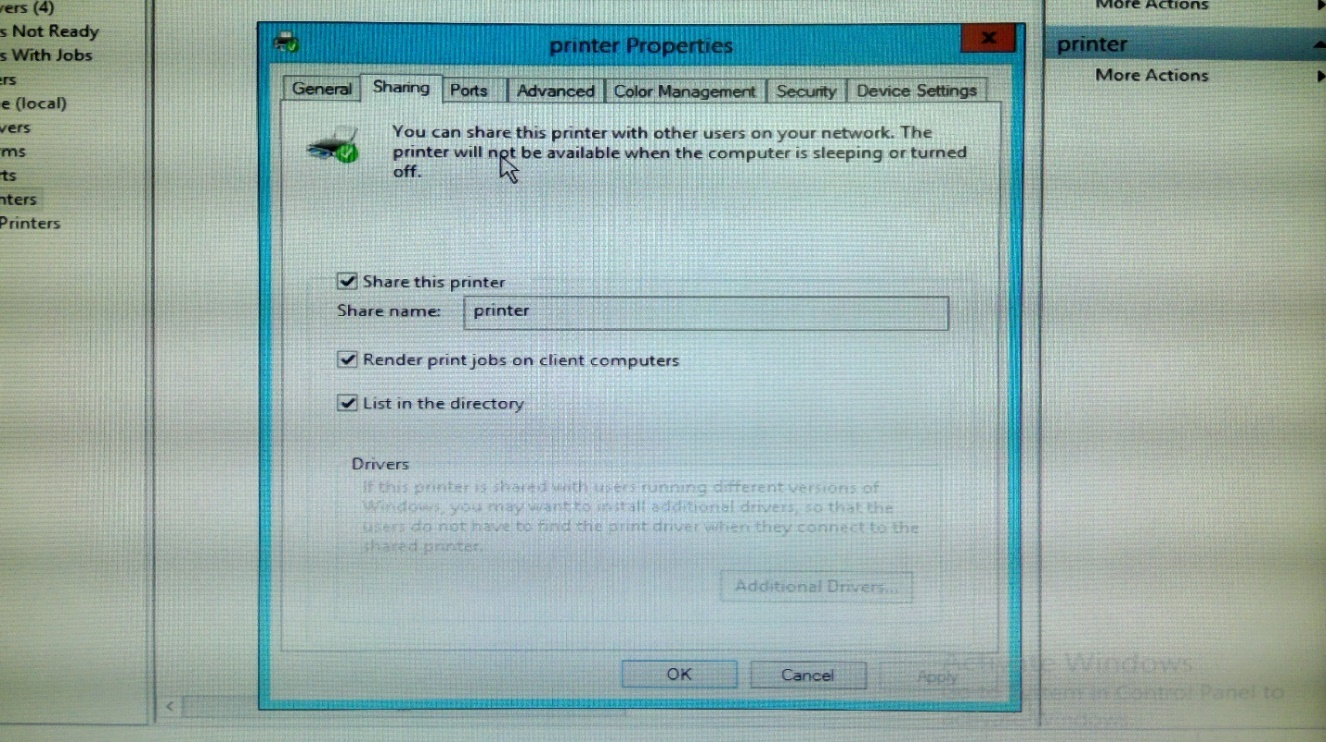 vers (4)
s Not Ready
s With Jobs
ers
e (local)
vers
ms
ts
nters
Printers
printer Properties
x
General
Sharing
Ports
Advanced
Color Management
Security
Device Settings
You can share this printer with other users on your network. The
printer will not be available when the computer is sleeping or turned
off.
Share this printer
Share name:
printer
Render print jobs on client computers
List in the directory
Drivers
If this printer is shared with users running different versions of
Windows, you may want to install additional drivers, so that the
users do not have to find the print driver when they connect to the
shared printer.
Additional Drivers...
OK
Cancel
Apply
More Actions
printer
More Actions
Activate Windows
in Control Panel to
Windows